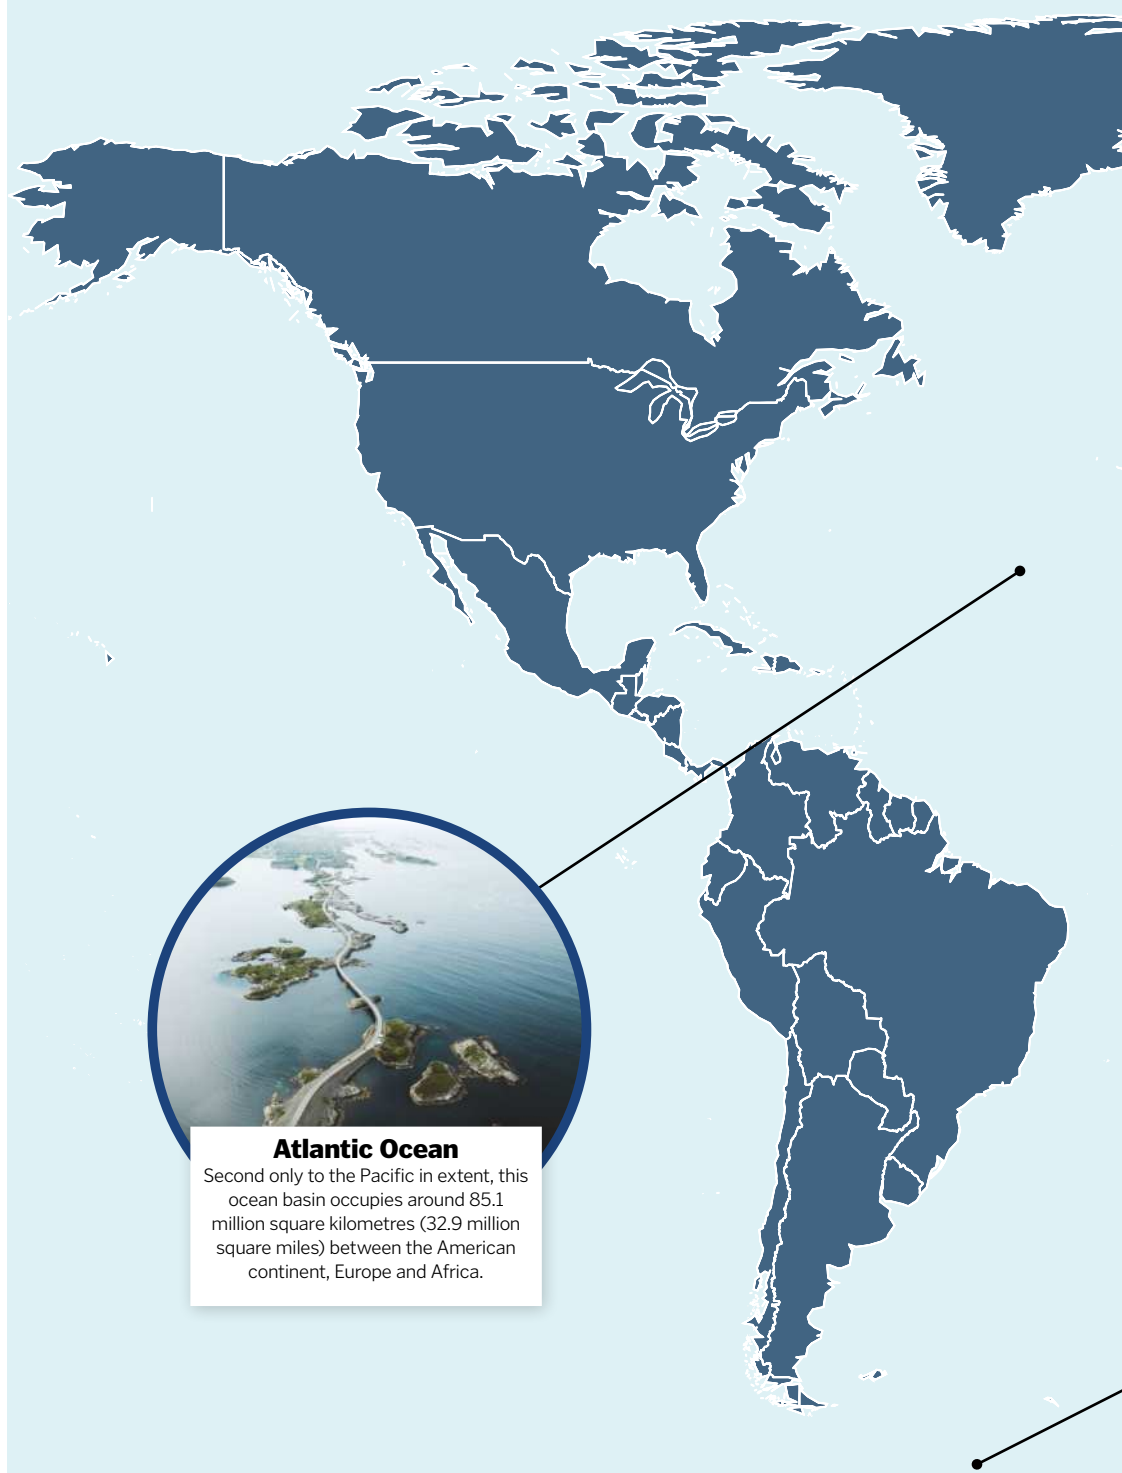 Atlantic Ocean
Second only to the Pacific in extent, this
ocean basin occupies around 85.1
million square kilometres (32.9 million
square miles) between the American
continent, Europe and Africa.